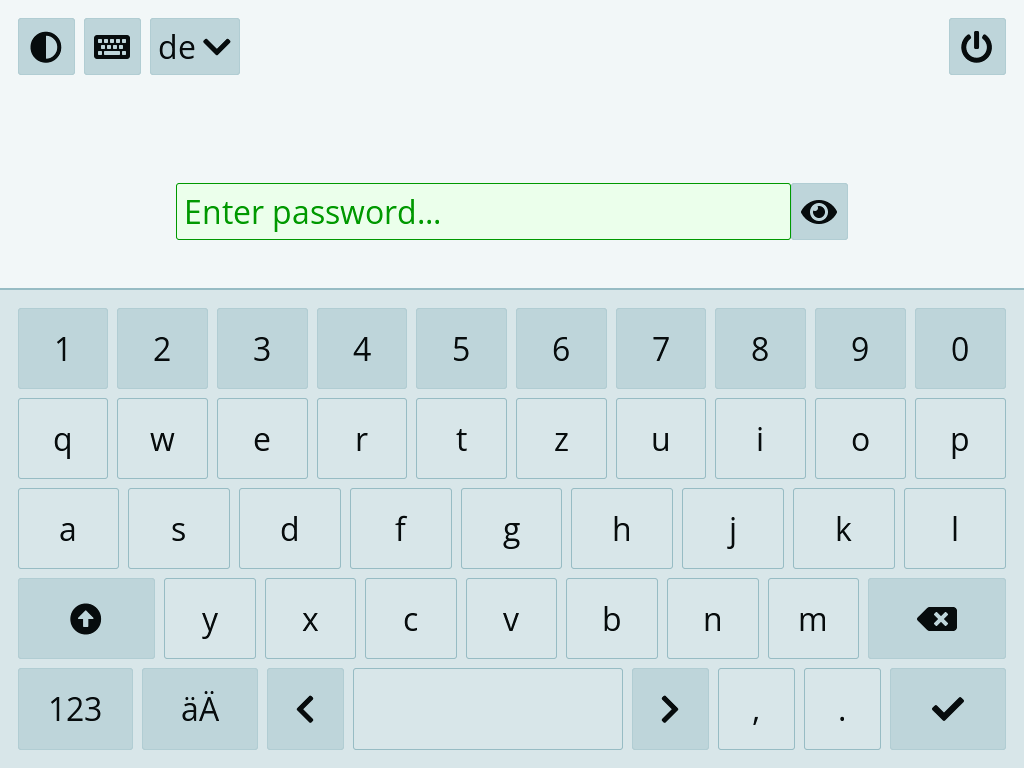 de
Enter password...
1 2 3 4 5 6 7 8 9 0
q w e r t z u i o p
a s d f g h j k l
y x c v b n m
123 äÄ , .